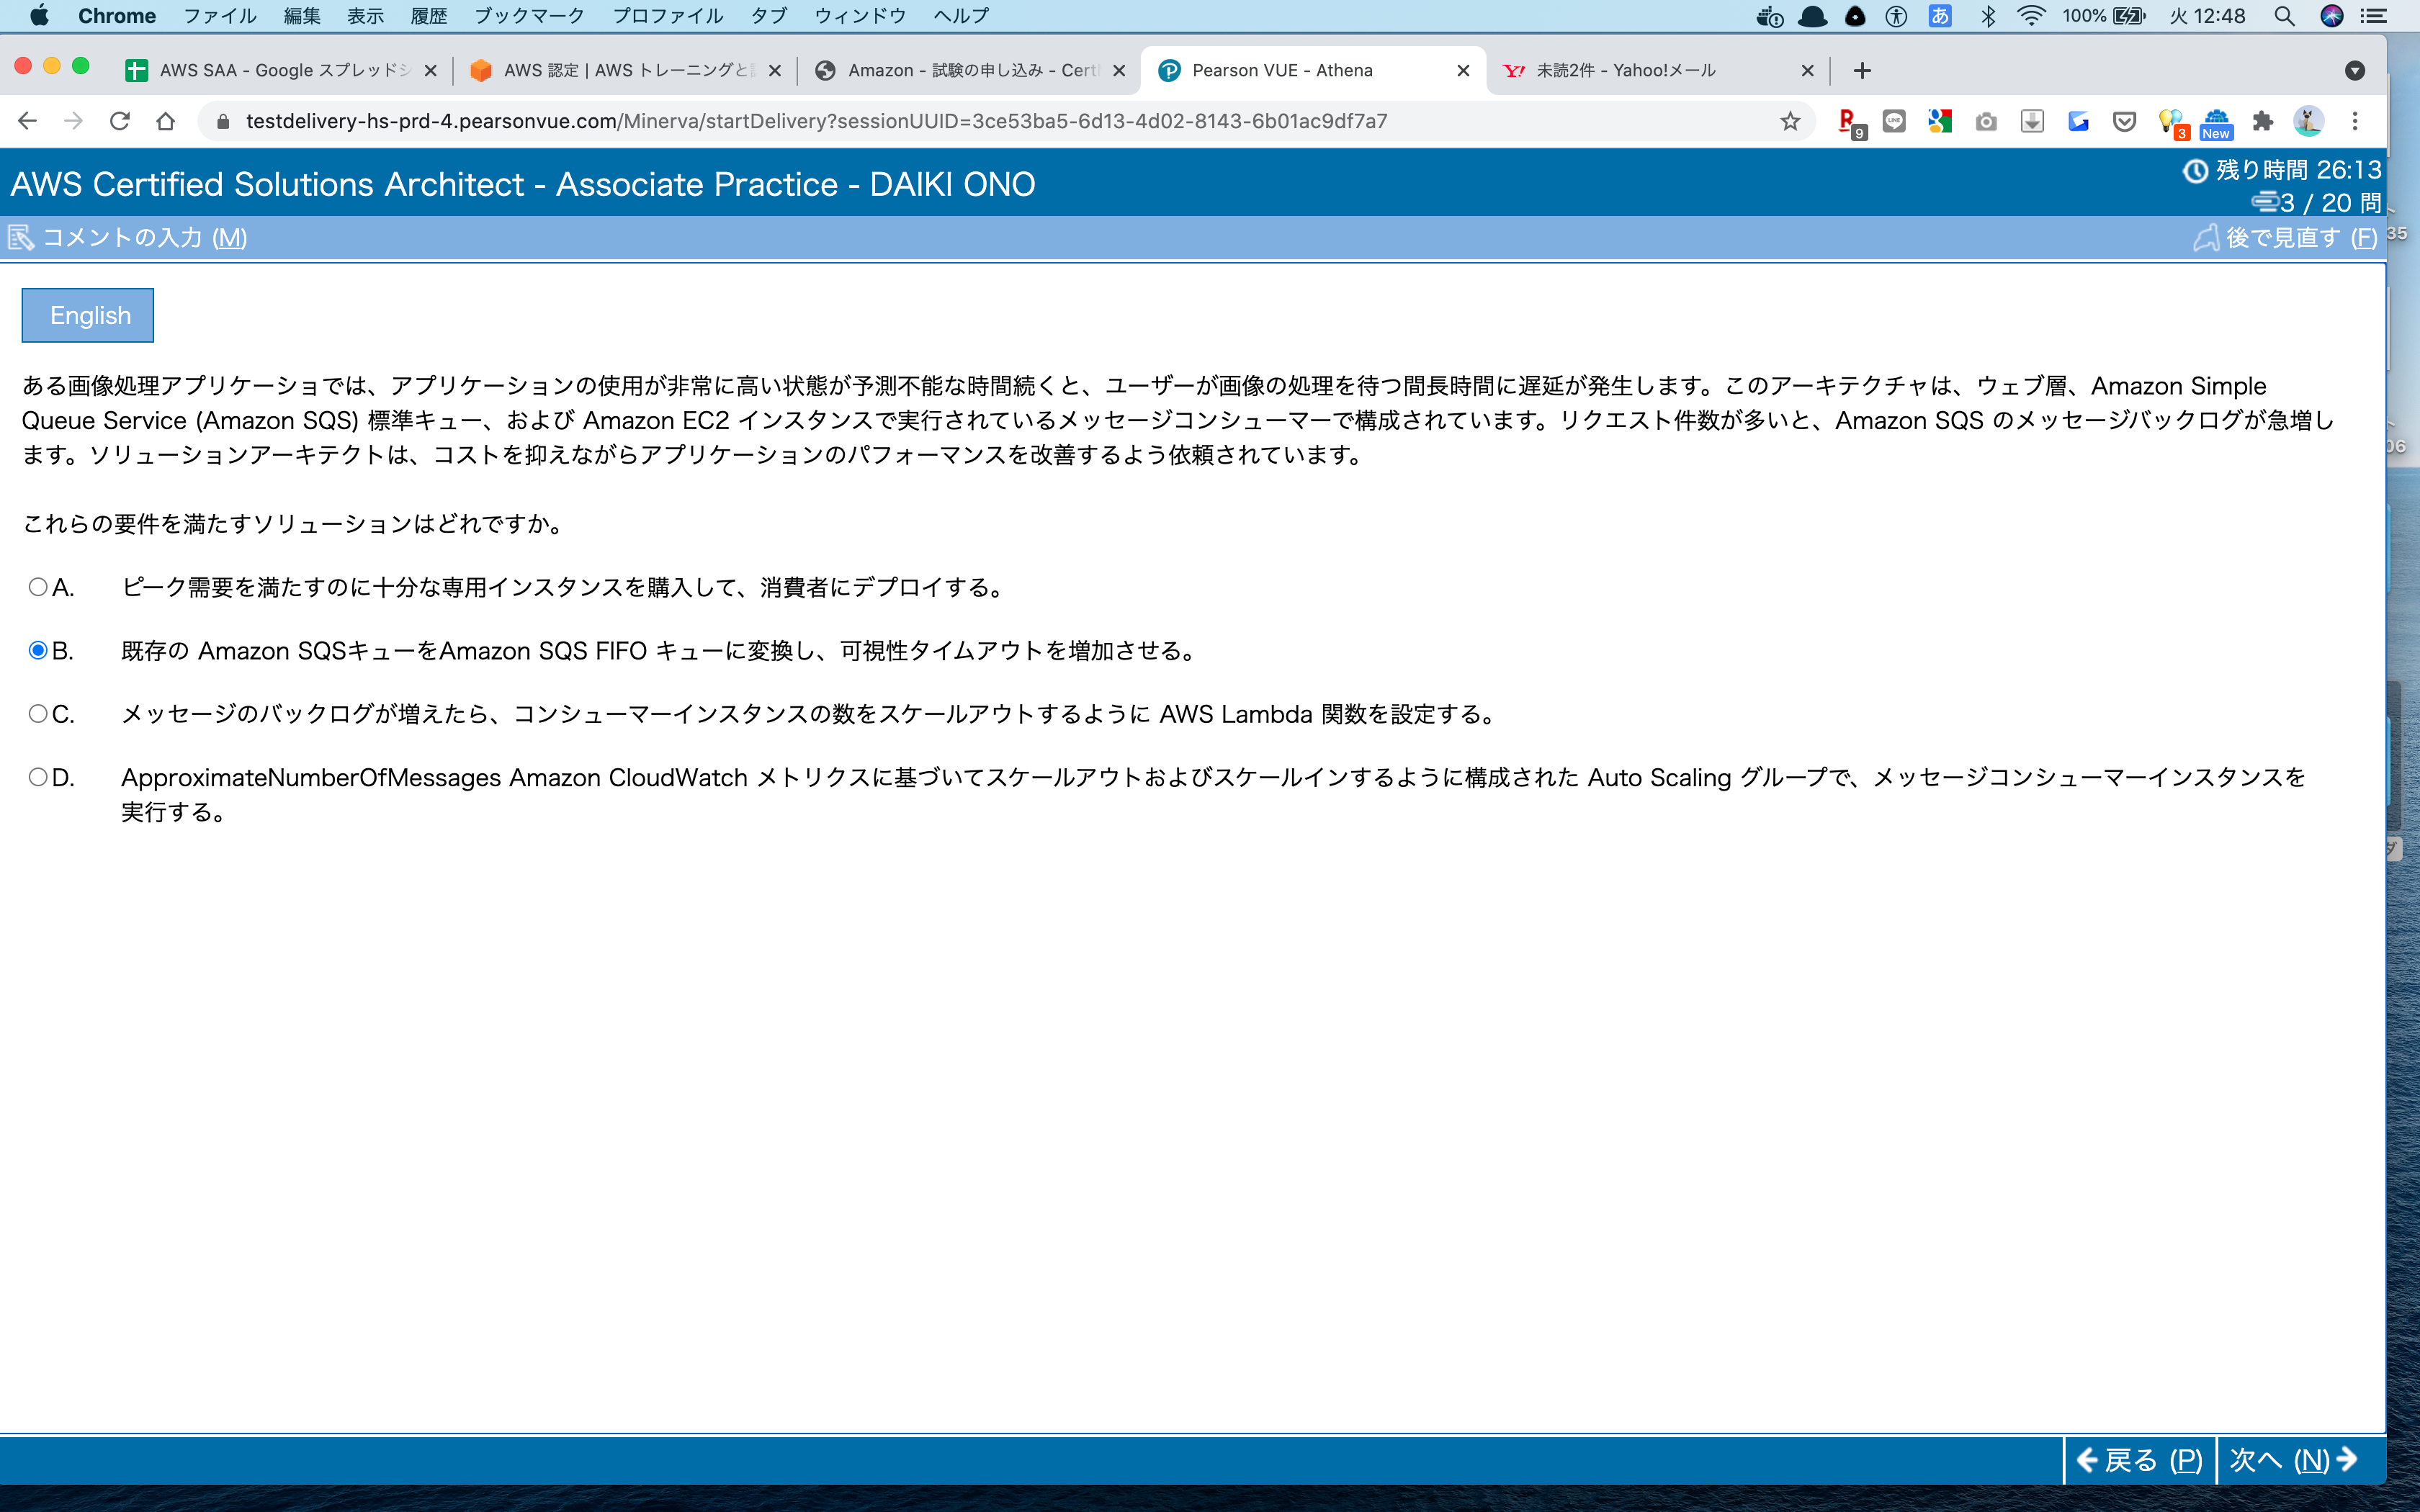 Chrome ファイル 編集 表示 履歴 ブックマーク プロファイル タブ ウィンドウ ヘルプ あ 100% 火 12:48
AWS SAA - Google スプレッドシ AWS 認定 | AWS トレーニングと Amazon - 試験の申し込み - Cert Pearson VUE - Athena Y! 未読2件 - Yahoo!メール
testdelivery-hs-prd-4.pearsonvue.com/Minerva/startDelivery?sessionUUID=3ce53ba5-6d13-4d02-8143-6b01ac9df7a7 R 9 LINE 3 New
AWS Certified Solutions Architect - Associate Practice - DAIKI ONO
残り時間 26:13
3 / 20 問
コメントの入力 (M) 後で見直す (F)
35
English
ある画像処理アプリケーショでは、アプリケーションの使用が非常に高い状態が予測不能な時間続くと、ユーザーが画像の処理を待つ間長時間に遅延が発生します。このアーキテクチャは、ウェブ層、Amazon Simple
Queue Service (Amazon SQS) 標準キュー、および Amazon EC2 インスタンスで実行されているメッセージコンシューマーで構成されています。リクエスト件数が多いと、Amazon SQS のメッセージバックログが急増し
ます。ソリューションアーキテクトは、コストを抑えながらアプリケーションのパフォーマンスを改善するよう依頼されています。
06
これらの要件を満たすソリューションはどれですか。
A. ピーク需要を満たすのに十分な専用インスタンスを購入して、消費者にデプロイする。
B. 既存の Amazon SQSキューをAmazon SQS FIFO キューに変換し、可視性タイムアウトを増加させる。
C. メッセージのバックログが増えたら、コンシューマーインスタンスの数をスケールアウトするように AWS Lambda 関数を設定する。
D. ApproximateNumberOfMessages Amazon CloudWatch メトリクスに基づいてスケールアウトおよびスケールインするように構成された Auto Scaling グループで、メッセージコンシューマーインスタンスを
実行する。
ダ
戻る (P) 次へ (N)